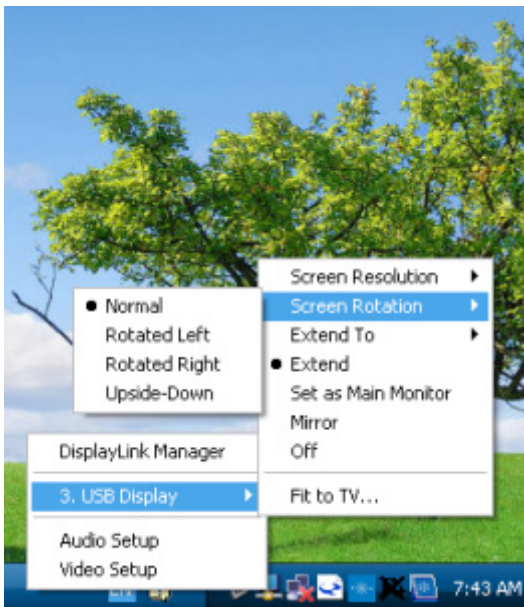 Screen Resolution
Screen Rotation
Extend To
Extend
Set as Main Monitor
Mirror
Off
Fit to TV...
Normal
Rotated Left
Rotated Right
Upside-Down
DisplayLink Manager
3. USB Display
Audio Setup
Video Setup
7:43 AM